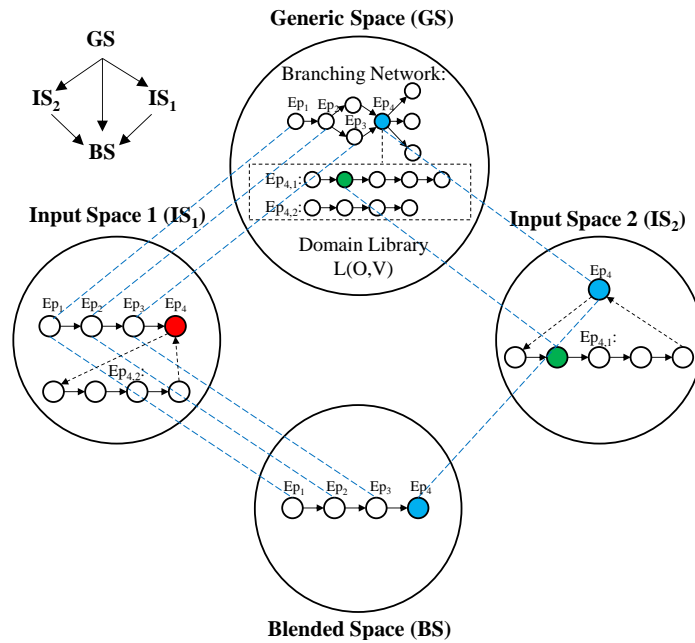 Generic Space (GS)
GS
IS2 IS1
BS
Branching Network:
Ep1 Ep2 Ep3 Ep4
Ep4,1:
Ep4,2:
Domain Library
L(O,V)
Input Space 1 (IS1)
Ep1 Ep2 Ep3 Ep4
Ep4,2:
Input Space 2 (IS2)
Ep4
Ep4,1:
Ep1 Ep2 Ep3 Ep4
Blended Space (BS)